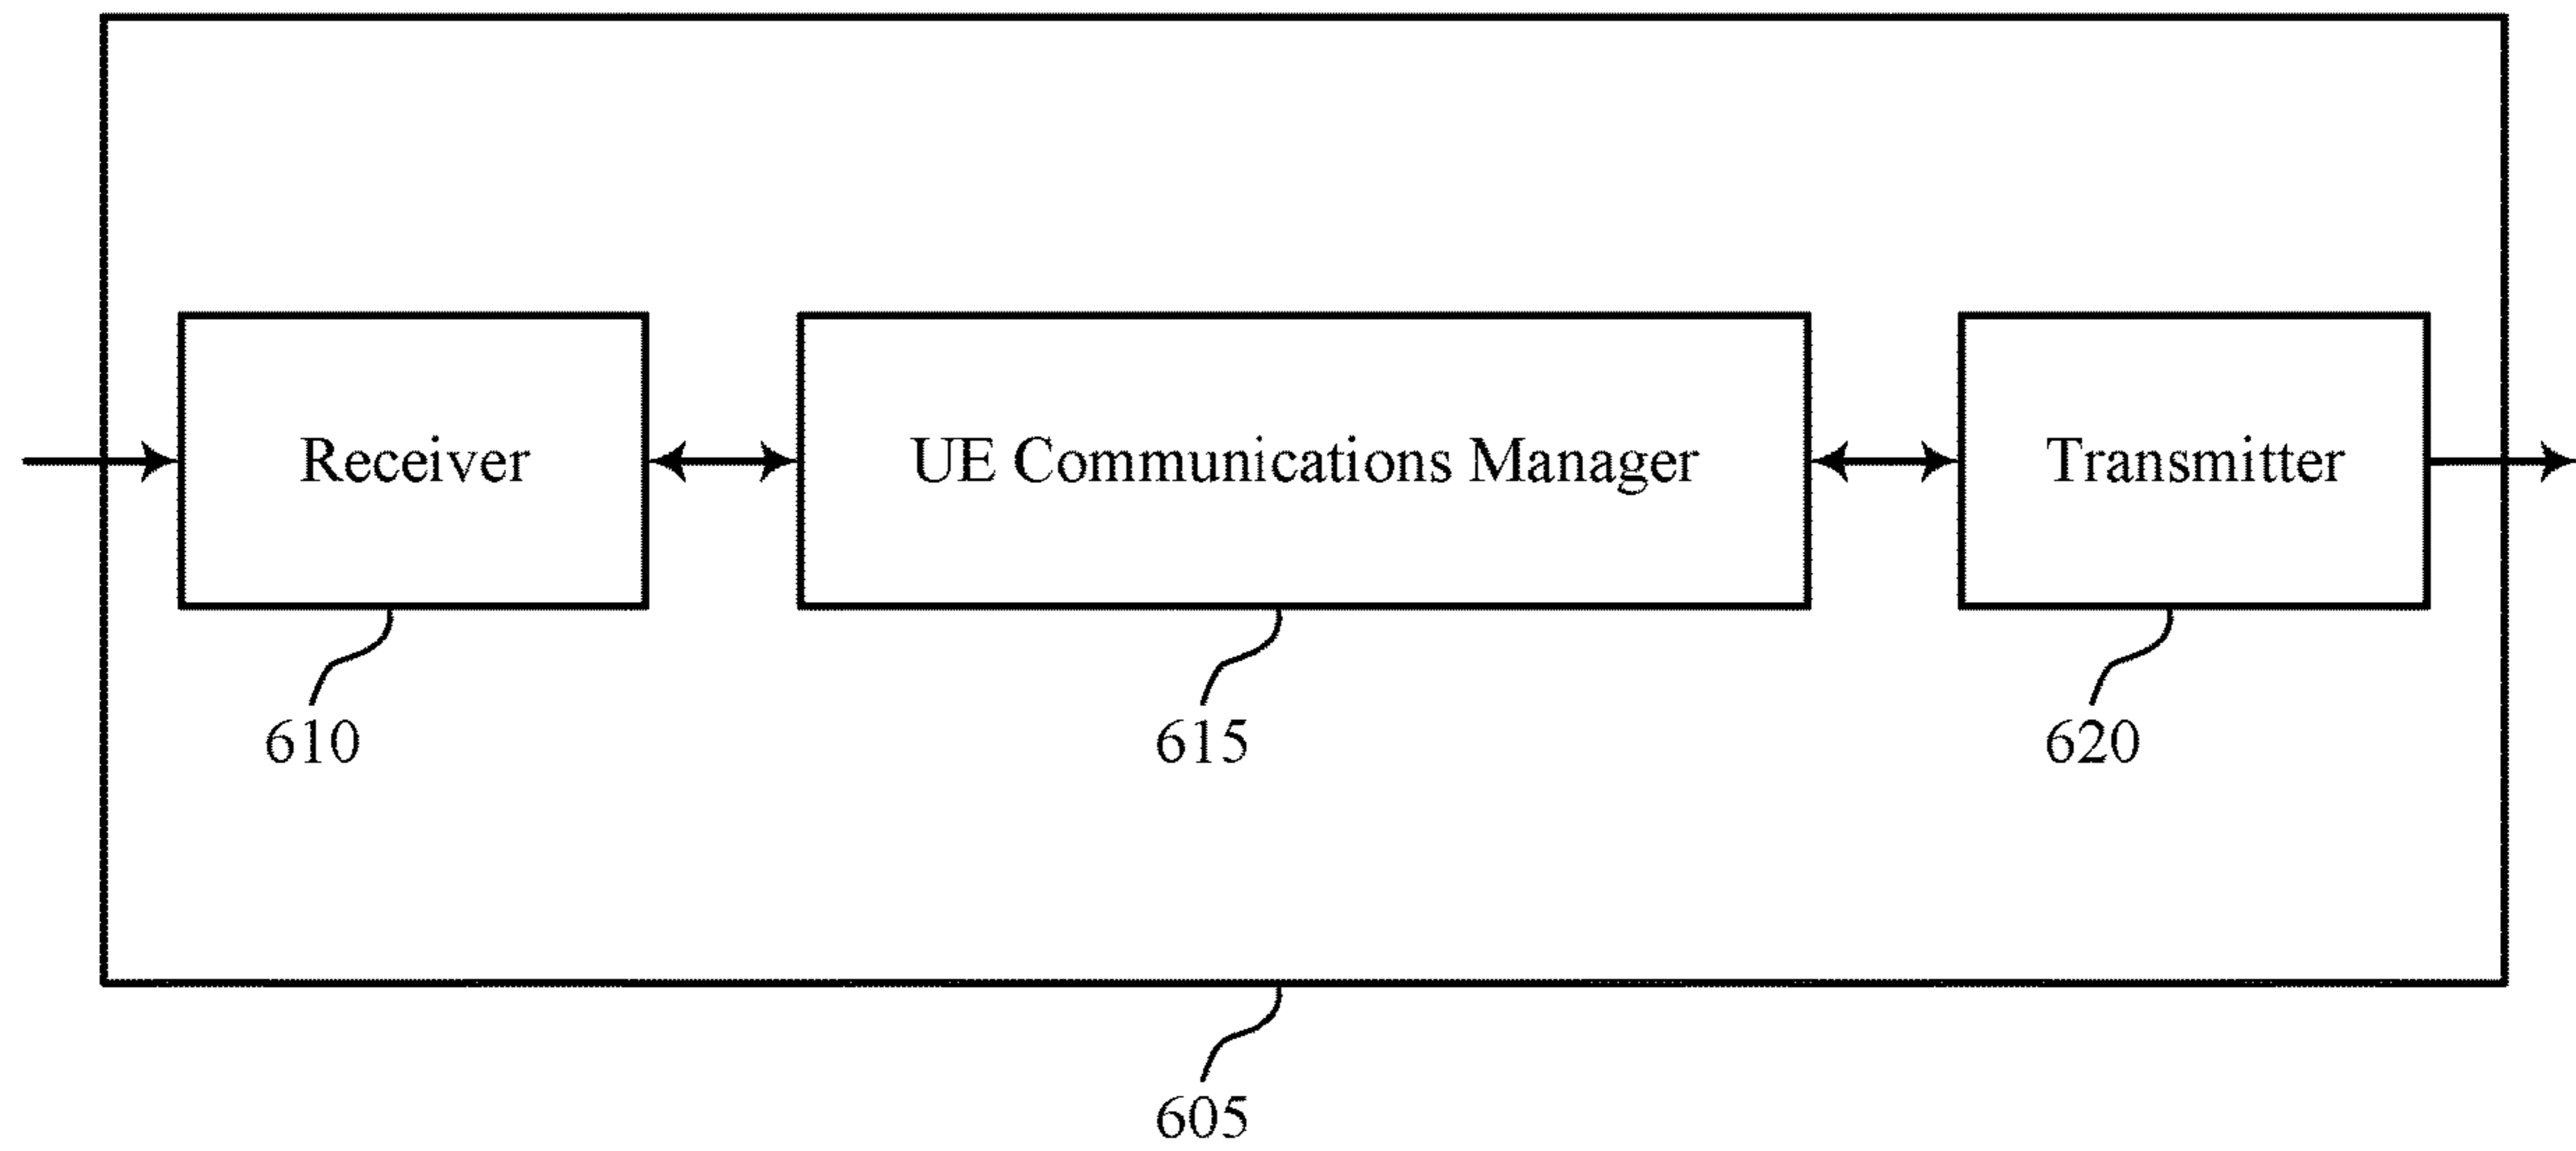 Receiver
UE Communications Manager
Transmitter
610
615
620
605